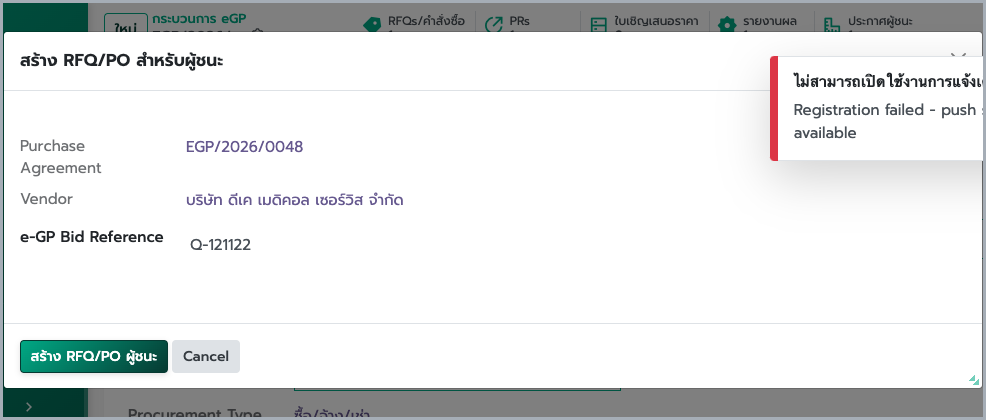 ใหม่
กระบวนการ eGP
RFQs/คำสั่งซื้อ
PRs
ใบเชิญเสนอราคา
รายงานผล
ประกาศผู้ชนะ
สร้าง RFQ/PO สำหรับผู้ชนะ
ไม่สามารถเปิดใช้งานการแจ้งเ
Registration failed - push
available
Purchase
Agreement
EGP/2026/0048
Vendor
บริษัท ดีเค เมดิคอล เซอร์วิส จำกัด
e-GP Bid Reference
Q-121122
สร้าง RFQ/PO ผู้ชนะ
Cancel
Procurement Type
ซื้อ/จ้าง/เช่า